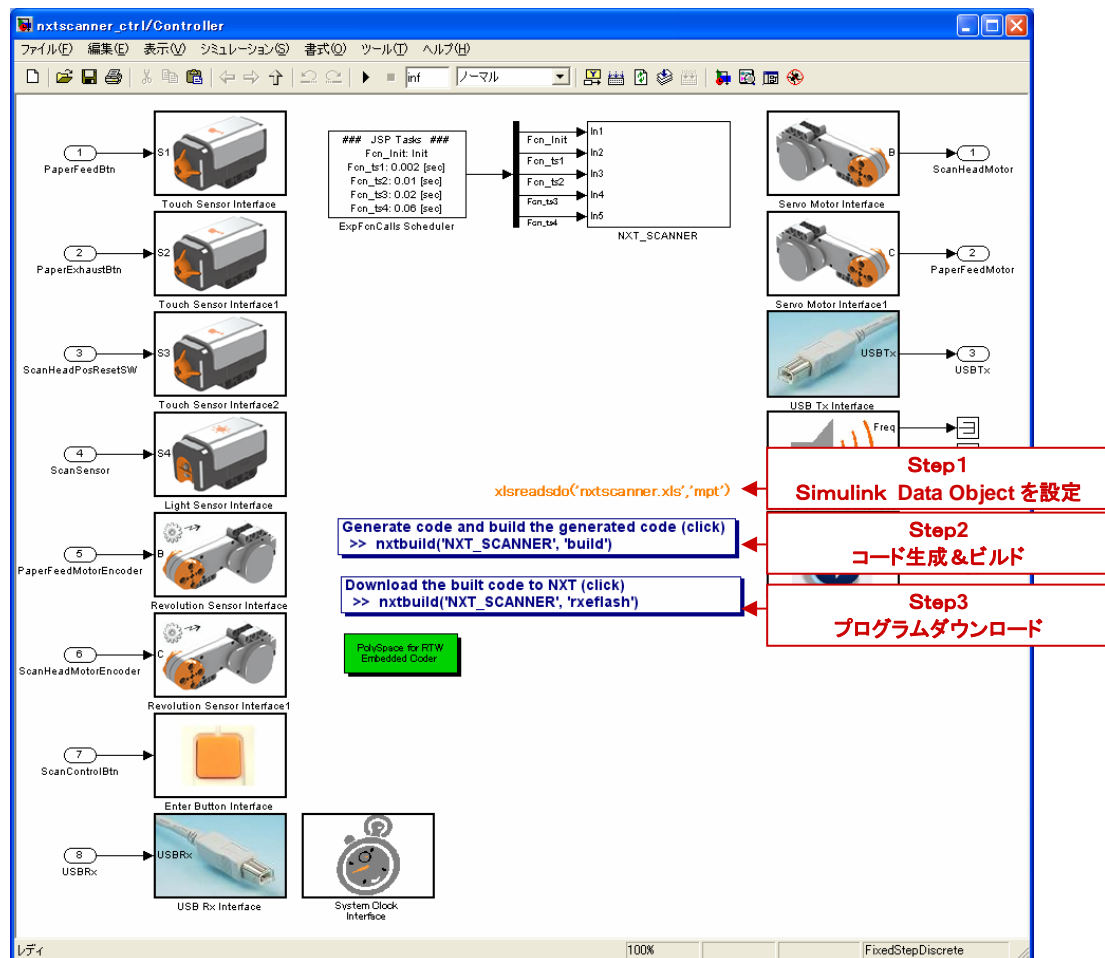 nxtscanner_ctrl/Controller
ファイル(F) 編集(E) 表示(V) シミュレーション(S) 書式(O) ツール(T) ヘルプ(H)
inf ノーマル
1
PaperFeedBtn
S1
Touch Sensor Interface
2
PaperExhaustBtn
S2
Touch Sensor Interface1
3
ScanHeadPosResetSW
S3
Touch Sensor Interface2
4
ScanSensor
S4
Light Sensor Interface
5
PaperFeedMotorEncoder
B
Revolution Sensor Interface
6
ScanHeadMotorEncoder
C
Revolution Sensor Interface1
7
ScanControlBtn
Enter Button Interface
8
USBRx
USBRx
USB Rx Interface
System Clock
Interface
### JSP Tasks ###
Fcn_Init: Init
Fcn_ts1: 0.002 [sec]
Fcn_ts2: 0.01 [sec]
Fcn_ts3: 0.02 [sec]
Fcn_ts4: 0.06 [sec]
ExpFcnCalls Scheduler
Fcn_Init
Fcn_ts1
Fcn_ts2
Fcn_ts3
Fcn_ts4
In1
In2
In3
In4
In5
NXT_SCANNER
B
1
ScanHeadMotor
Servo Motor Interface
C
2
PaperFeedMotor
Servo Motor Interface1
USBTx
3
USBTx
USB Tx Interface
Freq
xlsreadsdo('nxtscanner.xls','mpt')
Step1
Simulink Data Object を設定
Generate code and build the generated code (click)
>> nxtbuild('NXT_SCANNER', 'build')
Step2
コード生成&ビルド
Download the built code to NXT (click)
>> nxtbuild('NXT_SCANNER', 'rxeflash')
Step3
プログラムダウンロード
PolySpace for RTW
Embedded Coder
レディ
100%
FixedStepDiscrete